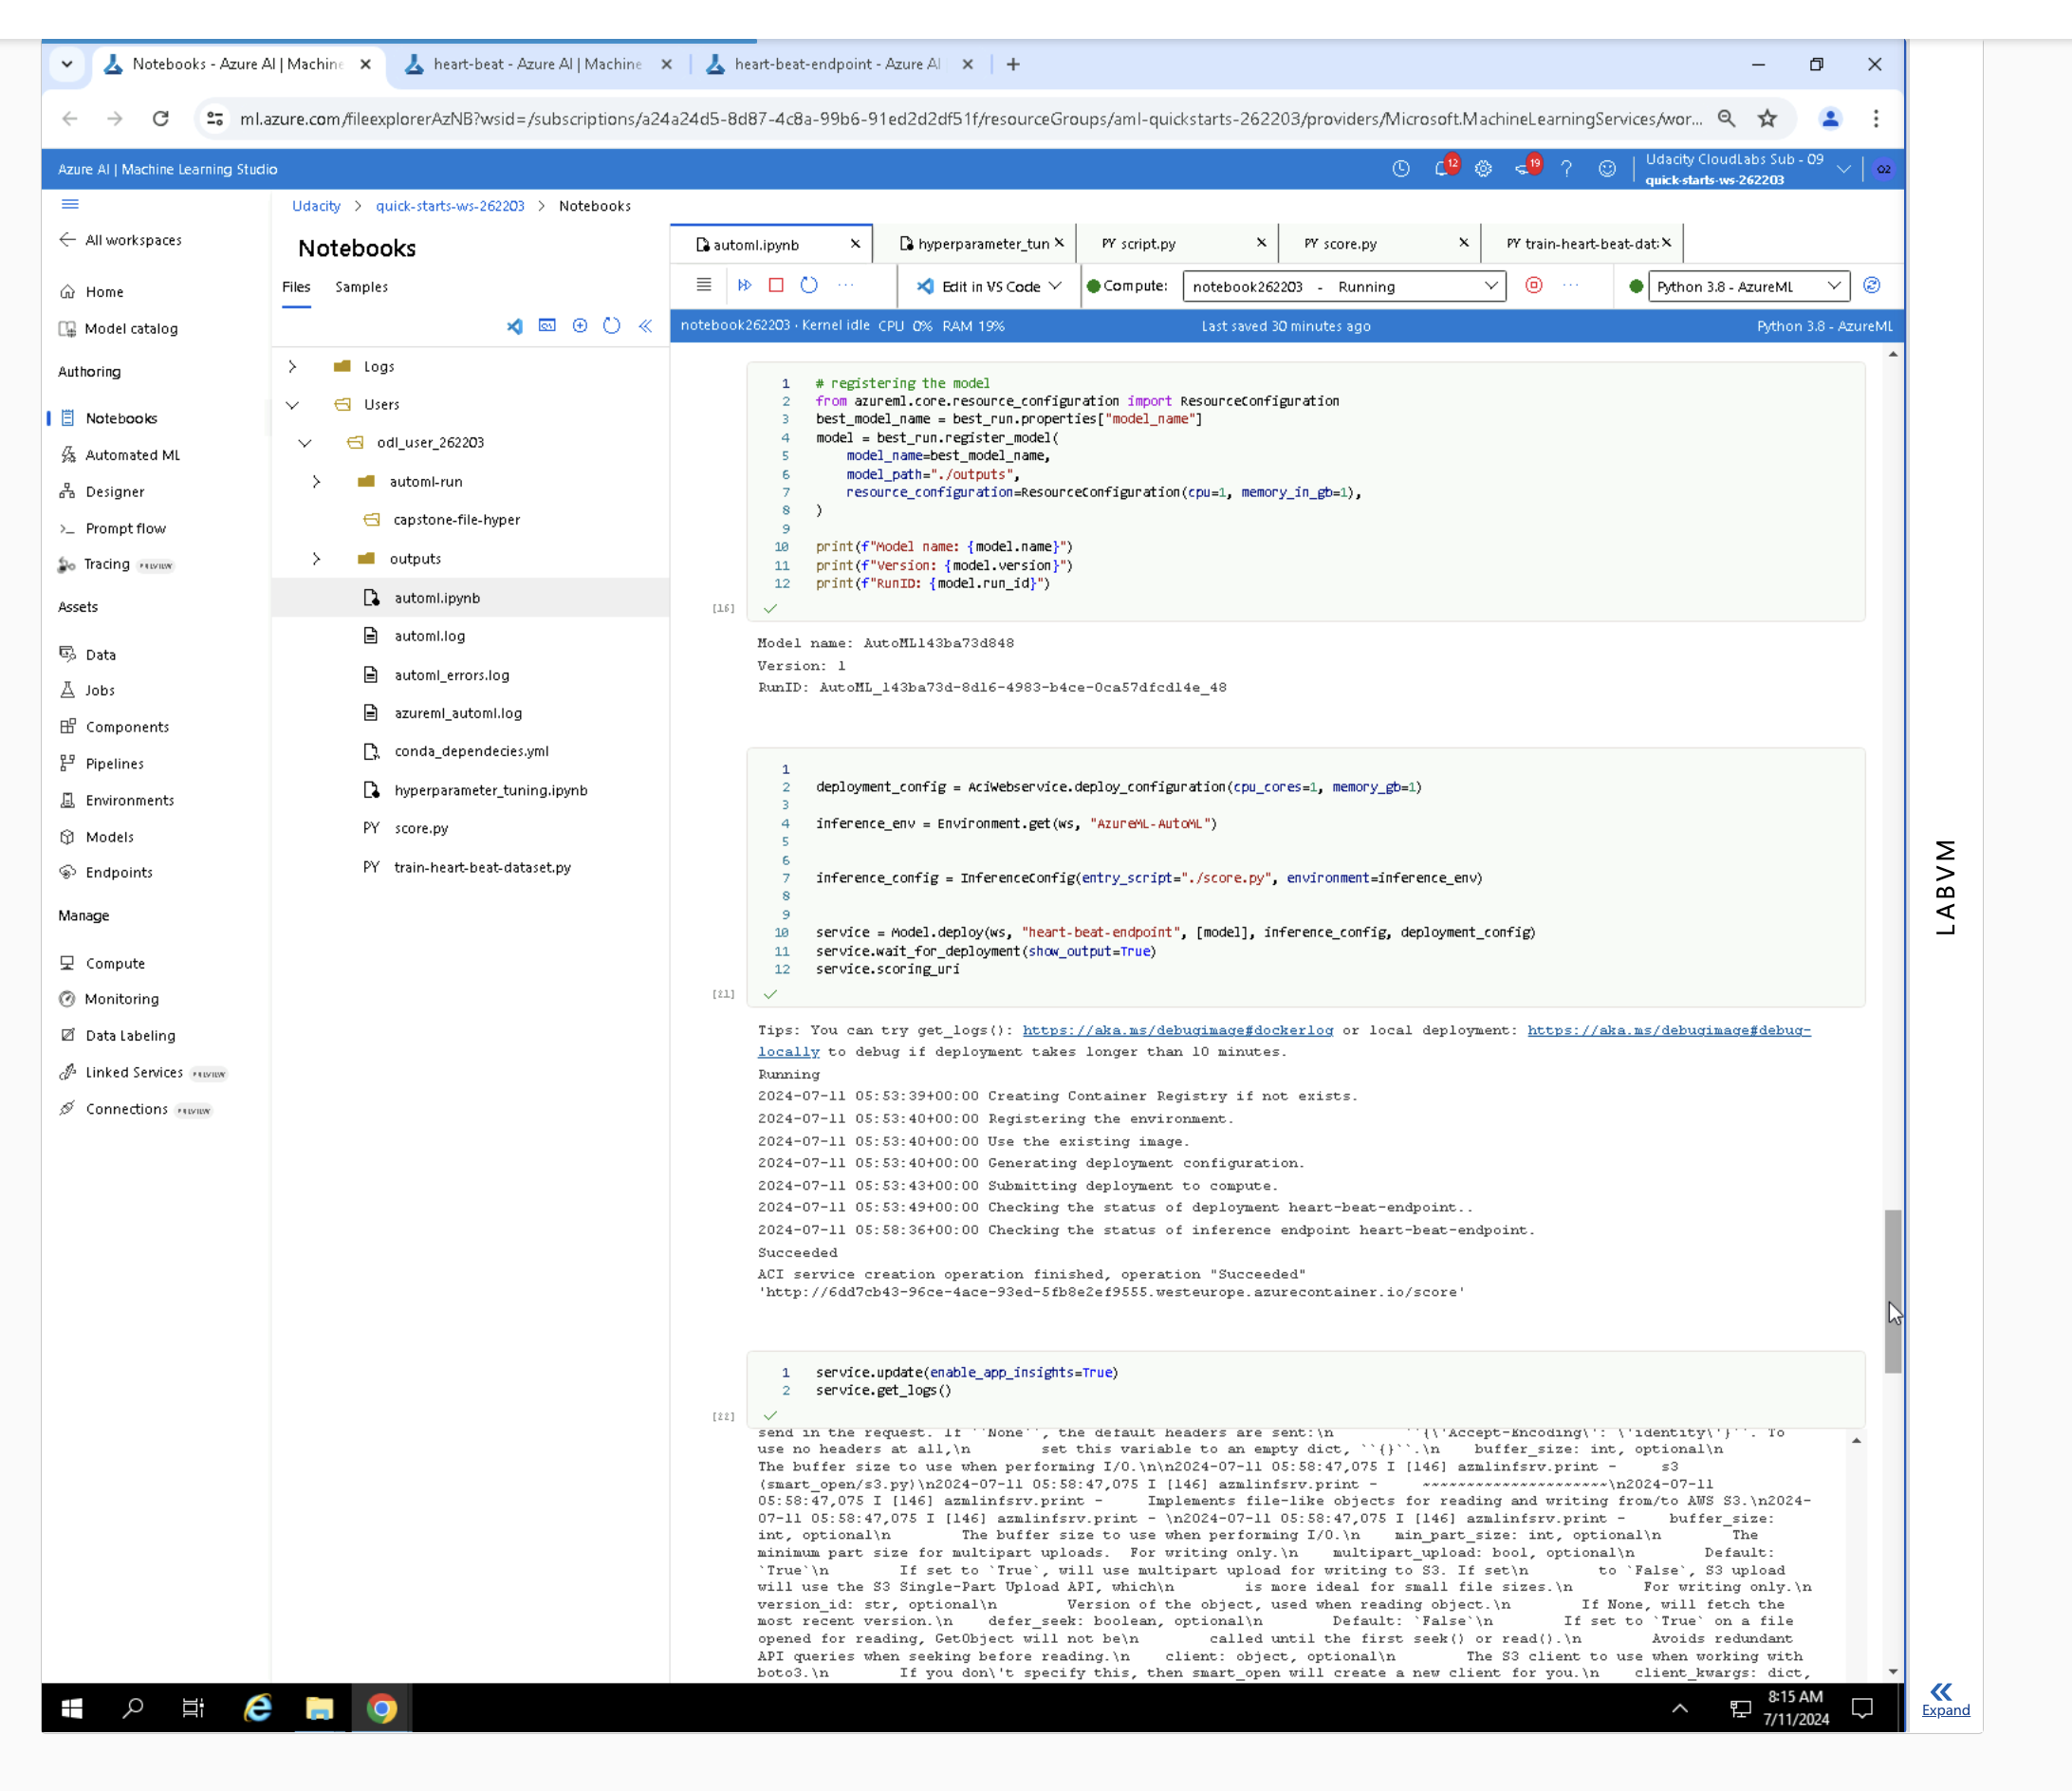 Notebooks - Azure AI | Machine
heart-beat - Azure AI | Machine
heart-beat-endpoint - Azure AI
ml.azure.com/fileexplorerAzNB?wsid=/subscriptions/a24a24d5-8d87-4c8a-99b6-91ed2d2df51f/resourceGroups/aml-quickstarts-262203/providers/Microsoft.MachineLearningServices/wor...
Azure AI | Machine Learning Studio
12
19
?
Udacity CloudLabs Sub - 09
quick-starts-ws-262203
O2
All workspaces
Home
Model catalog
Authoring
Notebooks
Automated ML
Designer
Prompt flow
Tracing PREVIEW
Assets
Data
Jobs
Components
Pipelines
Environments
Models
Endpoints
Manage
Compute
Monitoring
Data Labeling
Linked Services PREVIEW
Connections PREVIEW
Udacity > quick-starts-ws-262203 > Notebooks
Notebooks
Files Samples
Logs
Users
odl_user_262203
automl-run
capstone-file-hyper
outputs
automl.ipynb
automl.log
automl_errors.log
azureml_automl.log
conda_dependecies.yml
hyperparameter_tuning.ipynb
PY score.py
PY train-heart-beat-dataset.py
automl.ipynb
hyperparameter_tun
PY script.py
PY score.py
PY train-heart-beat-dat:
Edit in VS Code
Compute:
notebook262203 - Running
Python 3.8 - AzureML
notebook262203 · Kernel idle CPU 0% RAM 19%
Last saved 30 minutes ago
Python 3.8 - AzureML
1 # registering the model
2 from azureml.core.resource_configuration import ResourceConfiguration
3 best_model_name = best_run.properties["model_name"]
4 model = best_run.register_model(
5     model_name=best_model_name,
6     model_path="./outputs",
7     resource_configuration=ResourceConfiguration(cpu=1, memory_in_gb=1),
8 )
9
10 print(f"Model name: {model.name}")
11 print(f"Version: {model.version}")
12 print(f"RunID: {model.run_id}")
[16]
Model name: AutoML143ba73d848
Version: 1
RunID: AutoML_143ba73d-8d16-4983-b4ce-0ca57dfcd14e_48
1
2 deployment_config = AciWebservice.deploy_configuration(cpu_cores=1, memory_gb=1)
3
4 inference_env = Environment.get(ws, "AzureML-AutoML")
5
6
7 inference_config = InferenceConfig(entry_script="./score.py", environment=inference_env)
8
9
10 service = Model.deploy(ws, "heart-beat-endpoint", [model], inference_config, deployment_config)
11 service.wait_for_deployment(show_output=True)
12 service.scoring_uri
[21]
Tips: You can try get_logs(): https://aka.ms/debugimage#dockerlog or local deployment: https://aka.ms/debugimage#debug-
locally to debug if deployment takes longer than 10 minutes.
Running
2024-07-11 05:53:39+00:00 Creating Container Registry if not exists.
2024-07-11 05:53:40+00:00 Registering the environment.
2024-07-11 05:53:40+00:00 Use the existing image.
2024-07-11 05:53:40+00:00 Generating deployment configuration.
2024-07-11 05:53:43+00:00 Submitting deployment to compute.
2024-07-11 05:53:49+00:00 Checking the status of deployment heart-beat-endpoint..
2024-07-11 05:58:36+00:00 Checking the status of inference endpoint heart-beat-endpoint.
Succeeded
ACI service creation operation finished, operation "Succeeded"
'http://6dd7cb43-96ce-4ace-93ed-5fb8e2ef9555.westeurope.azurecontainer.io/score'
1 service.update(enable_app_insights=True)
2 service.get_logs()
[22]
send in the request. If ``None``, the default headers are sent:\n ``{\'Accept-Encoding\': \'identity\'}``. To
use no headers at all,\n set this variable to an empty dict, ``{}``.\n buffer_size: int, optional\n
The buffer size to use when performing I/O.\n\n2024-07-11 05:58:47,075 I [146] azmlinfsrv.print - s3
(smart_open/s3.py)\n2024-07-11 05:58:47,075 I [146] azmlinfsrv.print - ~~~~~~~~~~~~~~~~~~~~~\n2024-07-11
05:58:47,075 I [146] azmlinfsrv.print - Implements file-like objects for reading and writing from/to AWS S3.\n2024-
07-11 05:58:47,075 I [146] azmlinfsrv.print - \n2024-07-11 05:58:47,075 I [146] azmlinfsrv.print - buffer_size:
int, optional\n The buffer size to use when performing I/O.\n min_part_size: int, optional\n The
minimum part size for multipart uploads. For writing only.\n multipart_upload: bool, optional\n Default:
`True`\n If set to `True`, will use multipart upload for writing to S3. If set\n to `False`, S3 upload
will use the S3 Single-Part Upload API, which\n is more ideal for small file sizes.\n For writing only.\n
version_id: str, optional\n Version of the object, used when reading object.\n If None, will fetch the
most recent version.\n defer_seek: boolean, optional\n Default: `False`\n If set to `True` on a file
opened for reading, GetObject will not be\n called until the first seek() or read().\n Avoids redundant
API queries when seeking before reading.\n client: object, optional\n The S3 client to use when working with
boto3.\n If you don\'t specify this, then smart_open will create a new client for you.\n client_kwargs: dict,
8:15 AM
7/11/2024
LABVM
Expand